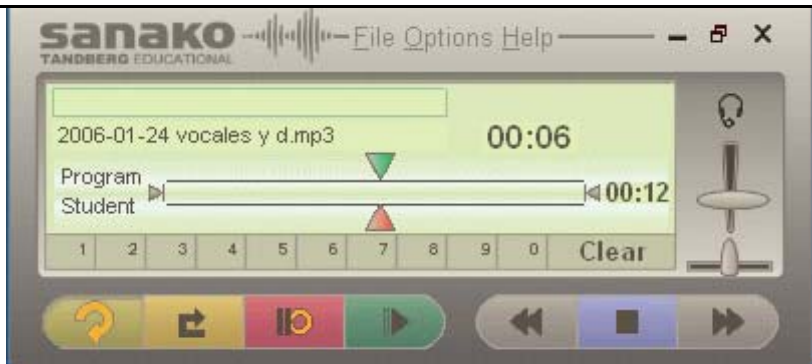 sanako File Options Help
TANDBERG EDUCATIONAL
2006-01-24 vocales y d.mp3 00:06
Program
00:12
Student
1 2 3 4 5 6 7 8 9 0 Clear